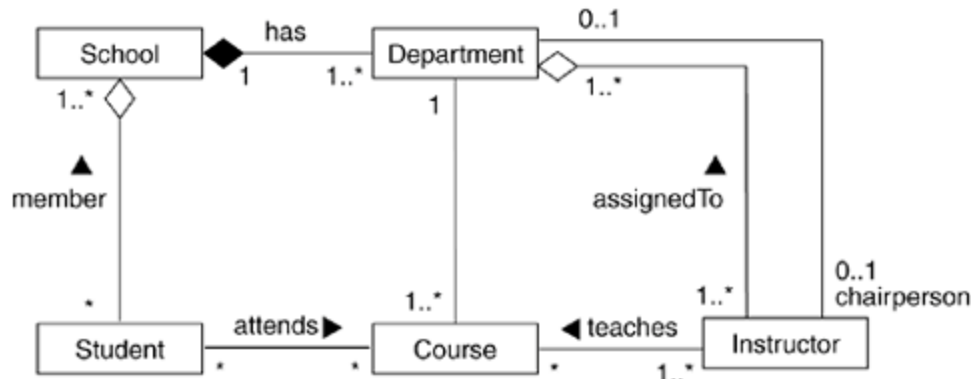 0..1
has
School
Department
1
1..*
1..*
1..*
1
member
assignedTo
0..1
chairperson
*
1..*
1..*
attends
teaches
Student
Course
Instructor
*
*
*
1..*